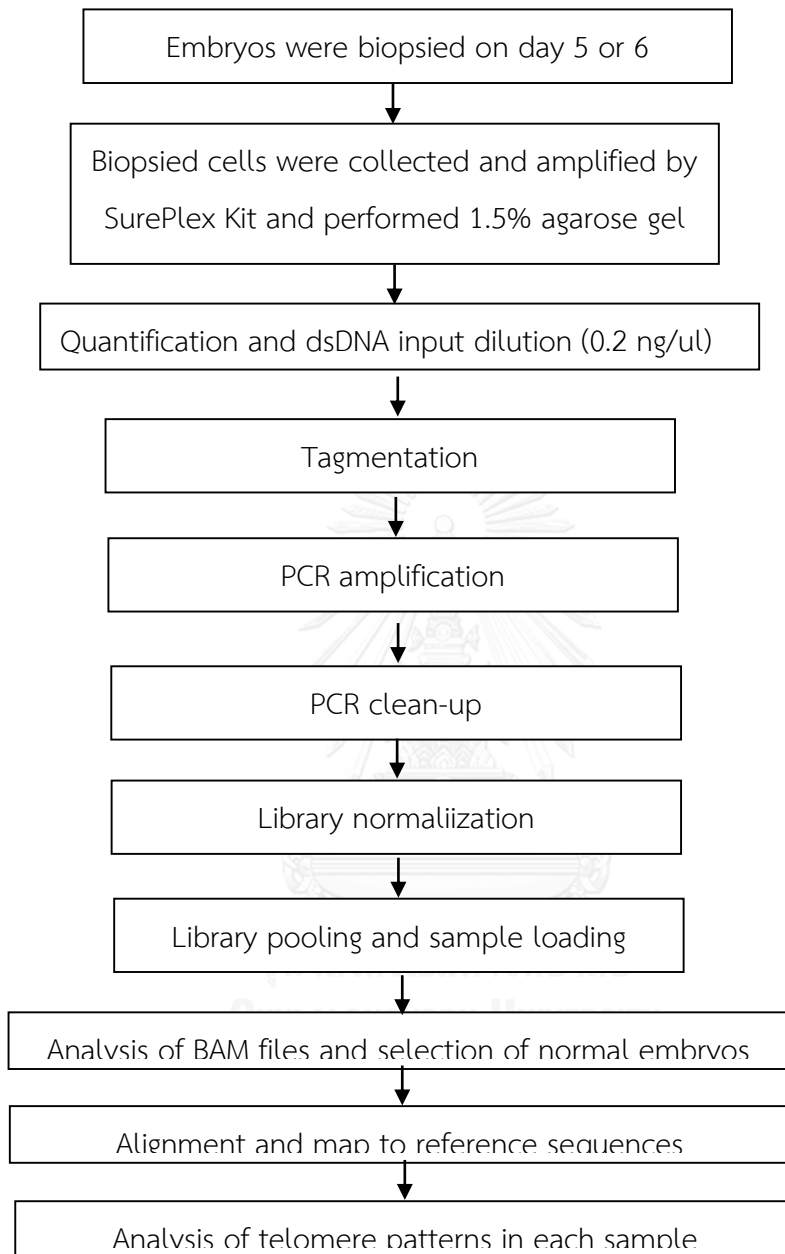 Embryos were biopsied on day 5 or 6
Biopsied cells were collected and amplified by
SurePlex Kit and performed 1.5% agarose gel
Quantification and dsDNA input dilution (0.2 ng/ul)
Tagmentation
PCR amplification
PCR clean-up
Library normaliization
Library pooling and sample loading
Analysis of BAM files and selection of normal embryos
Alignment and map to reference sequences
Analysis of telomere patterns in each sample